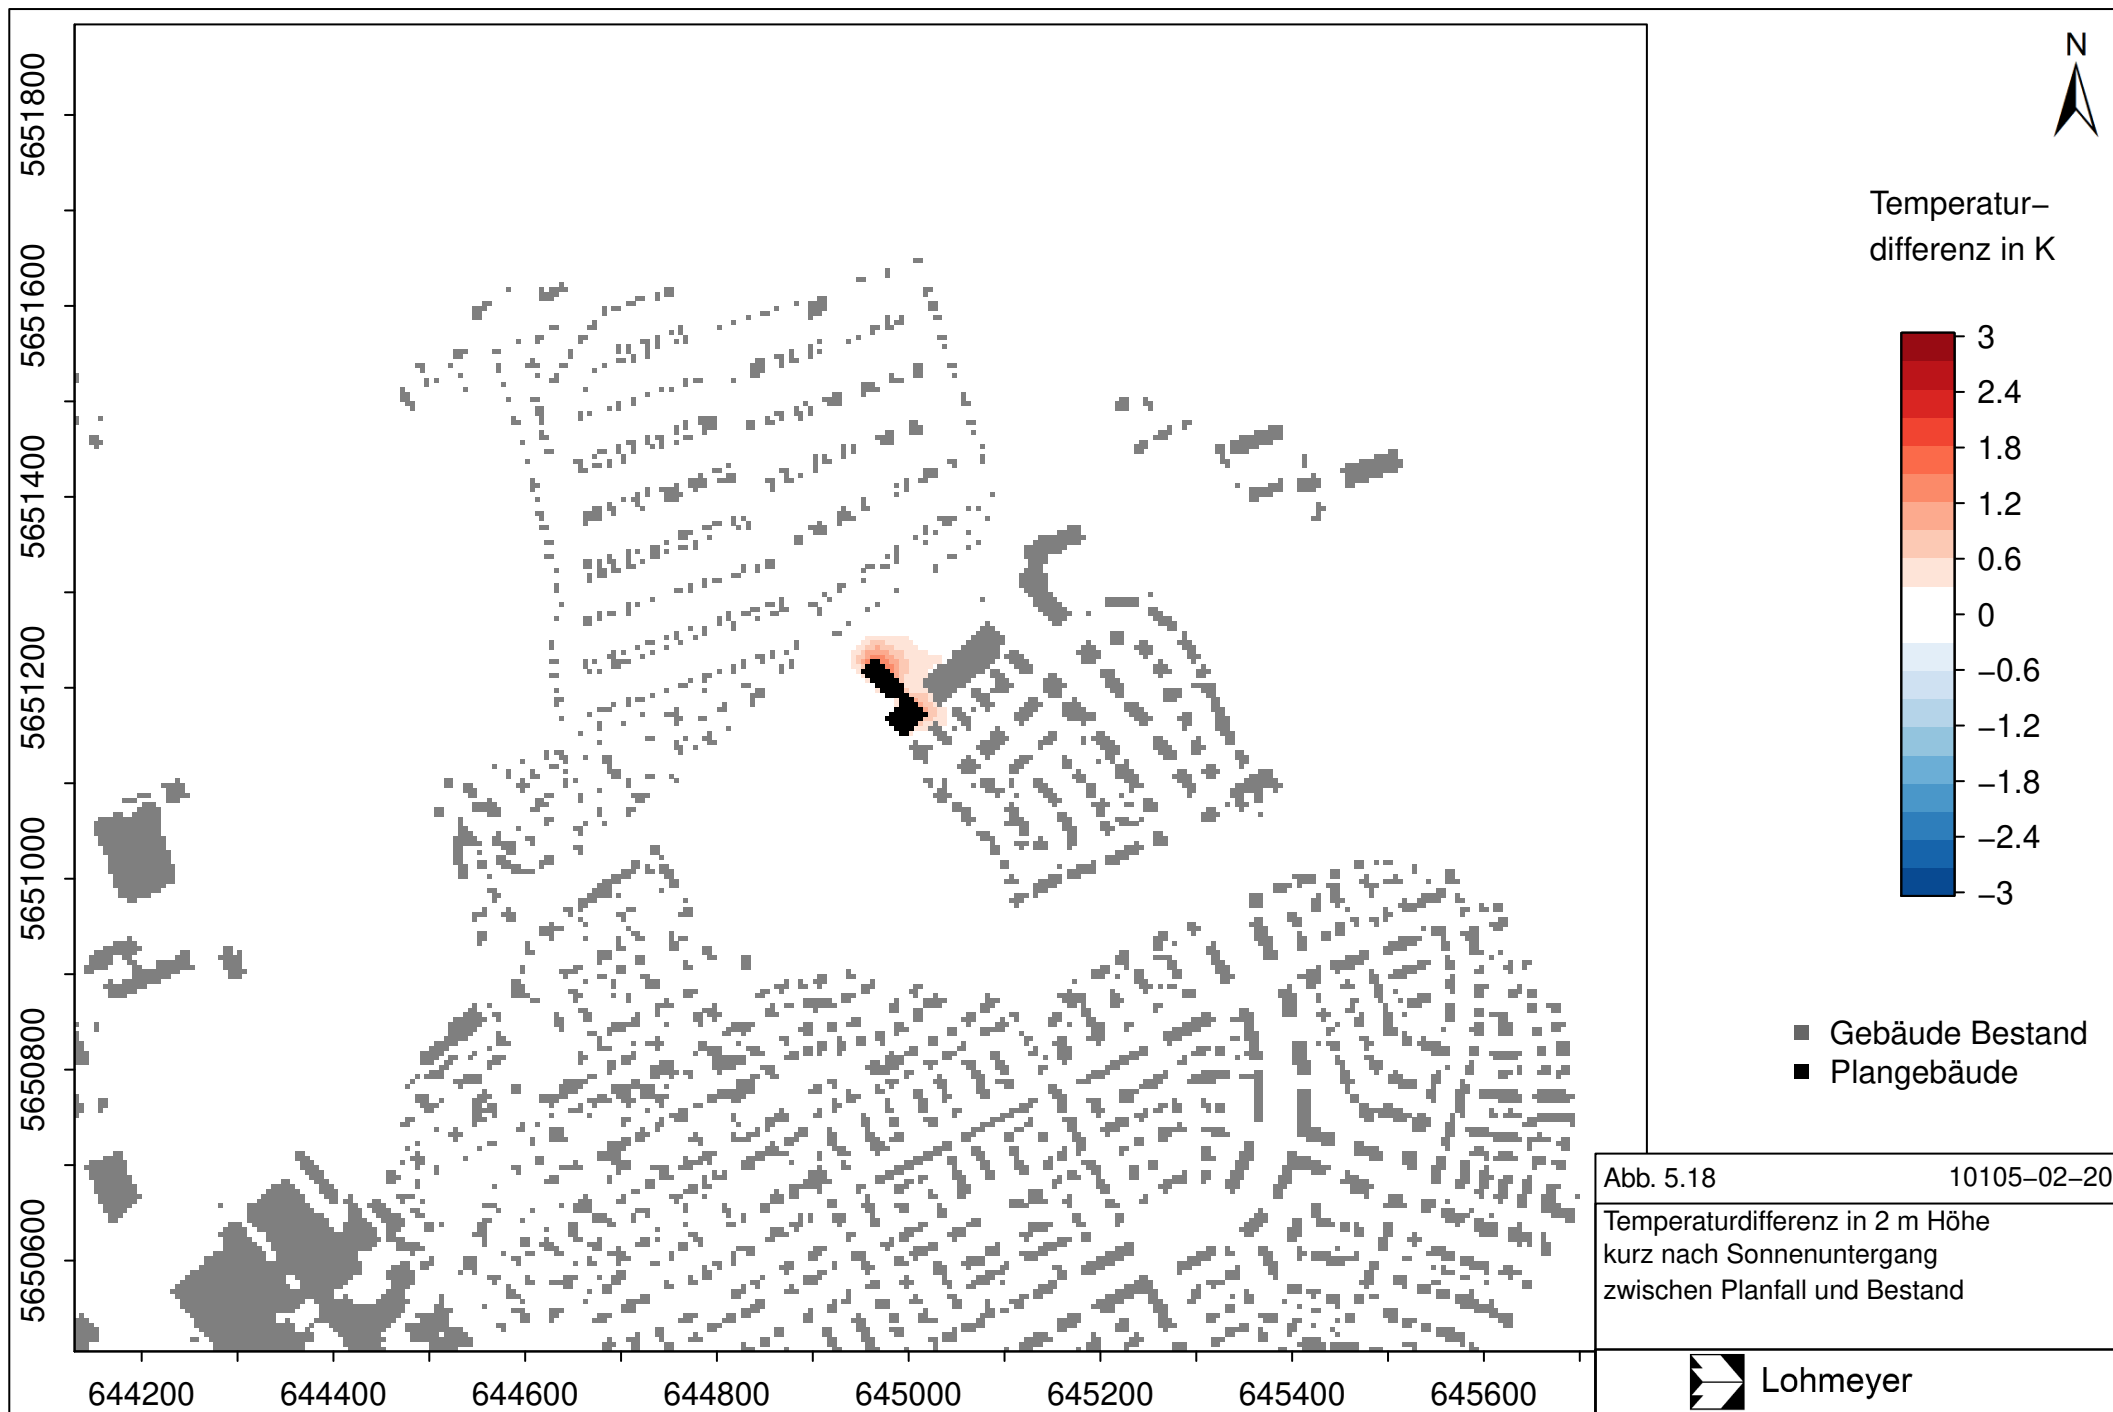 N
Temperatur–
differenz in K
3
2.4
1.8
1.2
0.6
0
−0.6
−1.2
−1.8
−2.4
−3
Gebäude Bestand
Plangebäude
5651800
5651600
5651400
5651200
5651000
5650800
5650600
644200 644400 644600 644800 645000 645200 645400 645600
Abb. 5.18 10105−02−20
Temperaturdifferenz in 2 m Höhe
kurz nach Sonnenuntergang
zwischen Planfall und Bestand
Lohmeyer